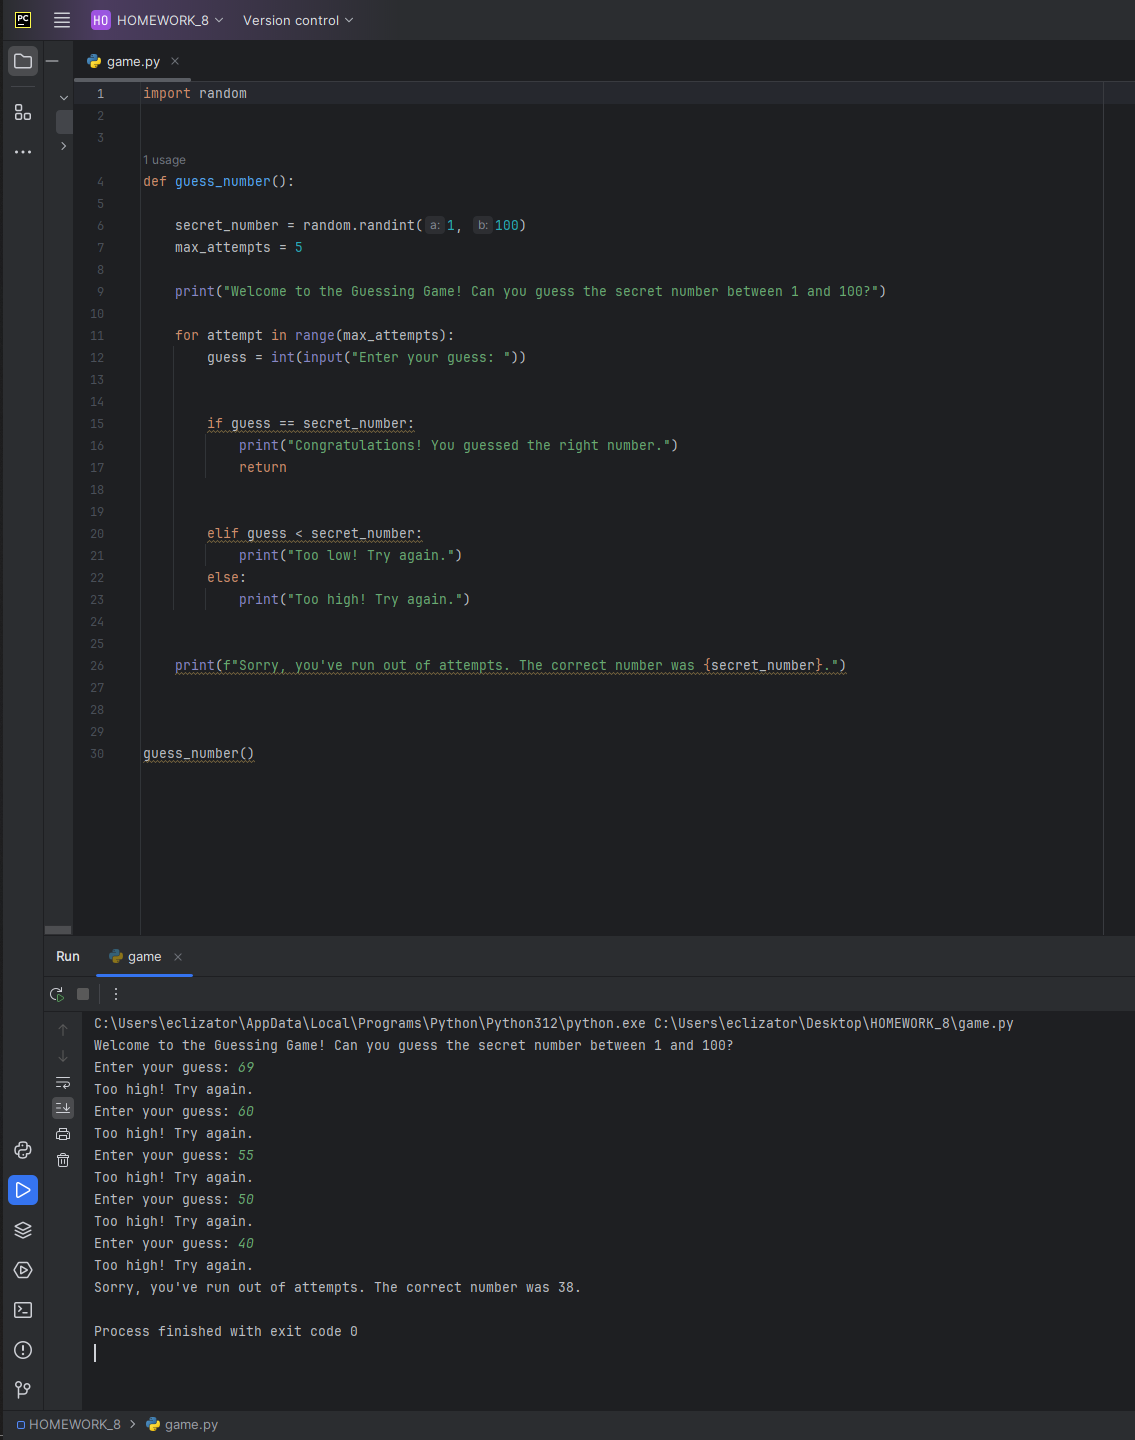 PC
HO HOMEWORK_8 Version control
game.py
1 import random
2
3
1 usage
4 def guess_number():
5
6 secret_number = random.randint( a: 1, b: 100)
7 max_attempts = 5
8
9 print("Welcome to the Guessing Game! Can you guess the secret number between 1 and 100?")
10
11 for attempt in range(max_attempts):
12 guess = int(input("Enter your guess: "))
13
14
15 if guess == secret_number:
16 print("Congratulations! You guessed the right number.")
17 return
18
19
20 elif guess < secret_number:
21 print("Too low! Try again.")
22 else:
23 print("Too high! Try again.")
24
25
26 print(f"Sorry, you've run out of attempts. The correct number was {secret_number}.")
27
28
29
30 guess_number()
Run game
C:\Users\eclizator\AppData\Local\Programs\Python\Python312\python.exe C:\Users\eclizator\Desktop\HOMEWORK_8\game.py
Welcome to the Guessing Game! Can you guess the secret number between 1 and 100?
Enter your guess: 69
Too high! Try again.
Enter your guess: 60
Too high! Try again.
Enter your guess: 55
Too high! Try again.
Enter your guess: 50
Too high! Try again.
Enter your guess: 40
Too high! Try again.
Sorry, you've run out of attempts. The correct number was 38.
Process finished with exit code 0
HOMEWORK_8 > game.py